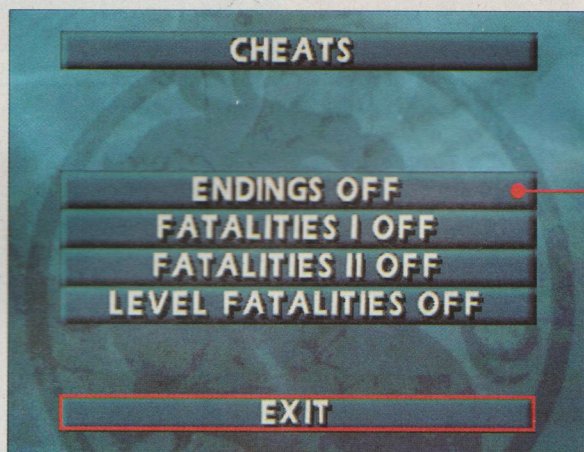 CHEATS
ENDINGS OFF
FATALITIES I OFF
FATALITIES II OFF
LEVEL FATALITIES OFF
EXIT